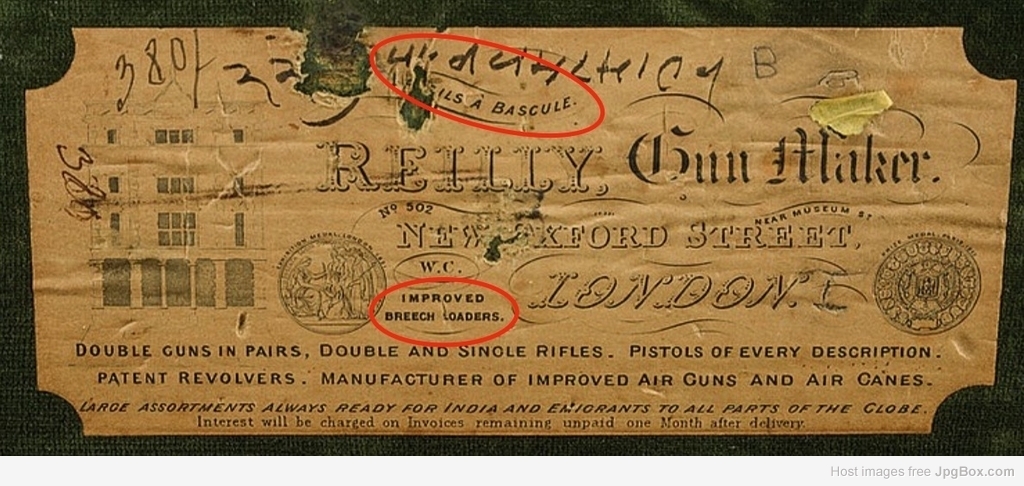 3801
B
ILS A BASCULE.
REILLY, Gun Maker.
No 502
NEAR MUSEUM ST
NEW OXFORD STREET,
W.C.
LONDON.
IMPROVED
BREECH LOADERS.
DOUBLE GUNS IN PAIRS, DOUBLE AND SINGLE RIFLES. PISTOLS OF EVERY DESCRIPTION.
PATENT REVOLVERS. MANUFACTURER OF IMPROVED AIR GUNS AND AIR CANES.
LARGE ASSORTMENTS ALWAYS READY FOR INDIA AND EMIGRANTS TO ALL PARTS OF THE GLOBE.
Interest will be charged on Invoices remaining unpaid one Month after delivery.
Host images free JpgBox.com